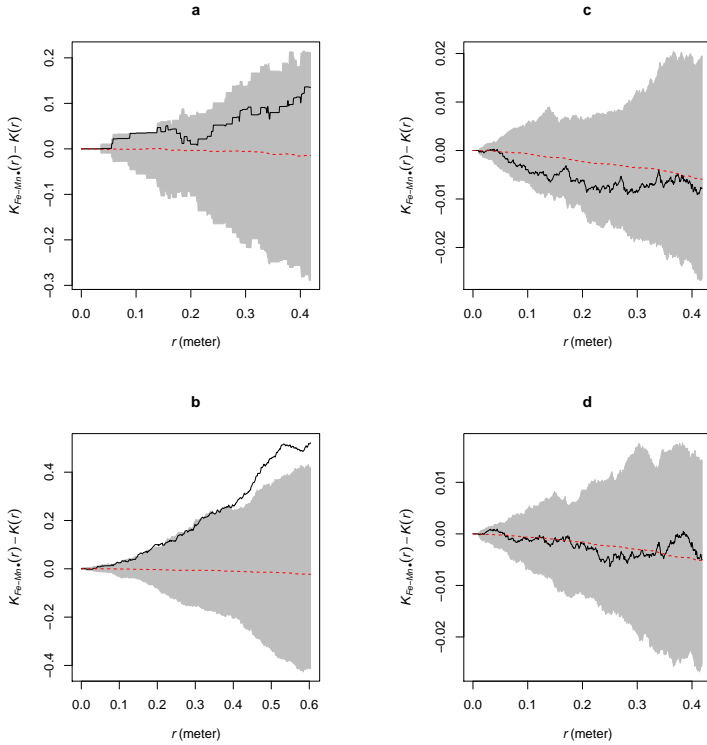 a
K_{Fe−Mn•}(r) − K(r)
0.2
0.1
0.0
−0.1
−0.2
−0.3
0.0 0.1 0.2 0.3 0.4
r (meter)
c
K_{Fe−Mn•}(r) − K(r)
0.02
0.01
0.00
−0.01
−0.02
0.0 0.1 0.2 0.3 0.4
r (meter)
b
K_{Fe−Mn•}(r) − K(r)
0.4
0.2
0.0
−0.2
−0.4
0.0 0.1 0.2 0.3 0.4 0.5 0.6
r (meter)
d
K_{Fe−Mn•}(r) − K(r)
0.01
0.00
−0.01
−0.02
0.0 0.1 0.2 0.3 0.4
r (meter)